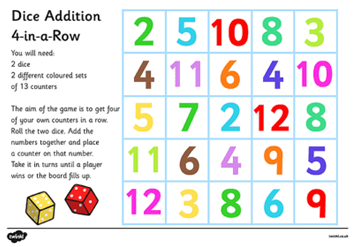 Dice Addition
4-in-a-Row
You will need:
2 dice
2 different coloured sets
of 13 counters
The aim of the game is to get four
of your own counters in a row.
Roll the two dice. Add the
numbers together and place
a counter on that number.
Take it in turns until a player
wins or the board fills up.
2 5 10 8 3
4 11 6 4 10
5 7 2 12 8
11 6 4 9 5
12 3 8 6 9
twinkl
twinkl.co.uk